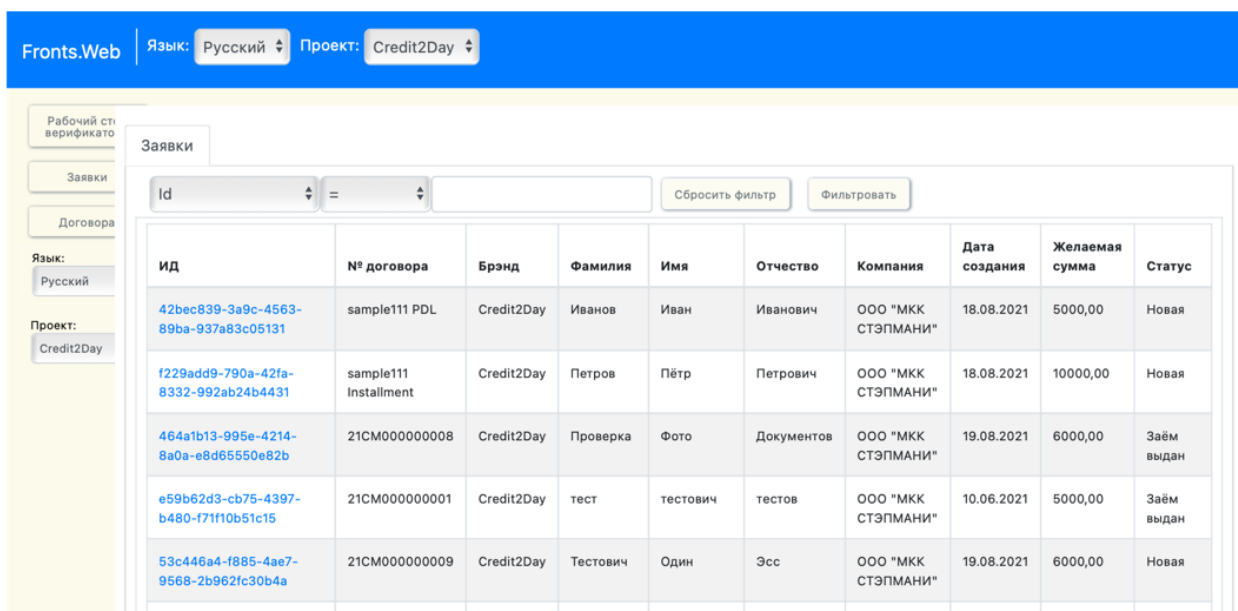 Fronts.Web Язык: Русский Проект: Credit2Day
Рабочий сто
верификато
Заявки
Договора
Язык:
Русский
Проект:
Credit2Day
Заявки
Id = Сбросить фильтр Фильтровать
ИД № договора Брэнд Фамилия Имя Отчество Компания Дата создания Желаемая сумма Статус
42bec839-3a9c-4563- sample111 PDL Credit2Day Иванов Иван Иванович ООО "МКК 18.08.2021 5000,00 Новая
89ba-937a83c05131 СТЭПМАНИ"
f229add9-790a-42fa- sample111 Credit2Day Петров Пётр Петрович ООО "МКК 18.08.2021 10000,00 Новая
8332-992ab24b4431 Installment СТЭПМАНИ"
464a1b13-995e-4214- 21CM000000008 Credit2Day Проверка Фото Документов ООО "МКК 19.08.2021 6000,00 Заём
8a0a-e8d65550e82b СТЭПМАНИ" выдан
e59b62d3-cb75-4397- 21CM000000001 Credit2Day тест тестович тестов ООО "МКК 10.06.2021 5000,00 Заём
b480-f71f10b51c15 СТЭПМАНИ" выдан
53c446a4-f885-4ae7- 21CM000000009 Credit2Day Тестович Один Эсс ООО "МКК 19.08.2021 6000,00 Новая
9568-2b962fc30b4a СТЭПМАНИ"